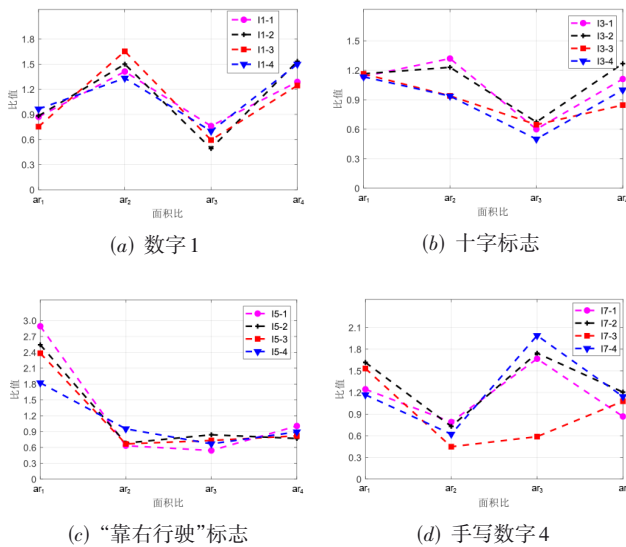 1.8
1.5
1.2
0.9
0.6
0.3
0
比值
ar₁ ar₂ ar₃ ar₄
面积比
I1-1
I1-2
I1-3
I1-4
(a) 数字1
1.5
1.2
0.9
0.6
0.3
0
比值
ar₁ ar₂ ar₃ ar
面积比
I3-1
I3-2
I3-3
I3-4
(b) 十字标志
3.0
2.7
2.4
2.1
1.8
1.5
1.2
0.9
0.6
0.3
0
比值
ar₁ ar₂ ar₃ ar₄
面积比
I5-1
I5-2
I5-3
I5-4
(c) “靠右行驶”标志
2.1
1.8
1.5
1.2
0.9
0.6
0.3
0
比值
ar₁ ar₂ ar₃ ar₄
面积比
I7-1
I7-2
I7-3
I7-4
(d) 手写数字4